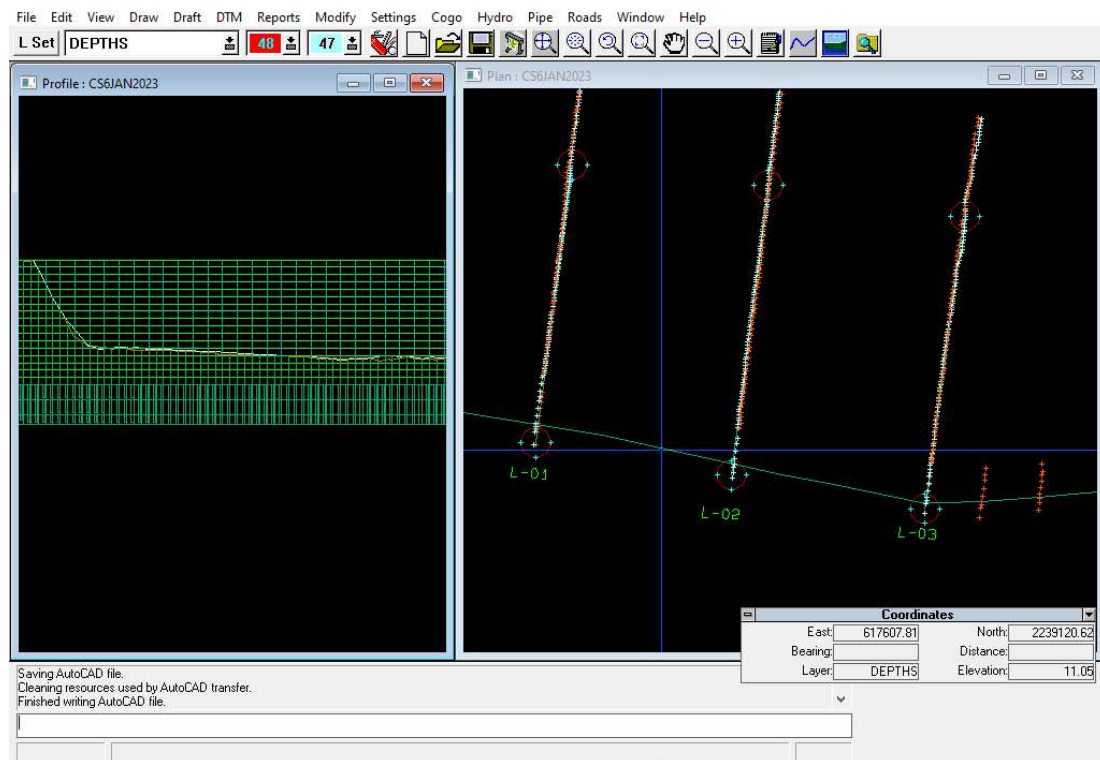 File Edit View Draw Draft DTM Reports Modify Settings Cogo Hydro Pipe Roads Window Help
L Set DEPTHS 48 47
Profile : CS6JAN2023
Plan : CS6JAN2023
L-01
L-02
L-03
Coordinates
East: 617607.81 North: 2239120.62
Bearing: Distance:
Layer: DEPTHS Elevation: 11.05
Saving AutoCAD file.
Cleaning resources used by AutoCAD transfer.
Finished writing AutoCAD file.